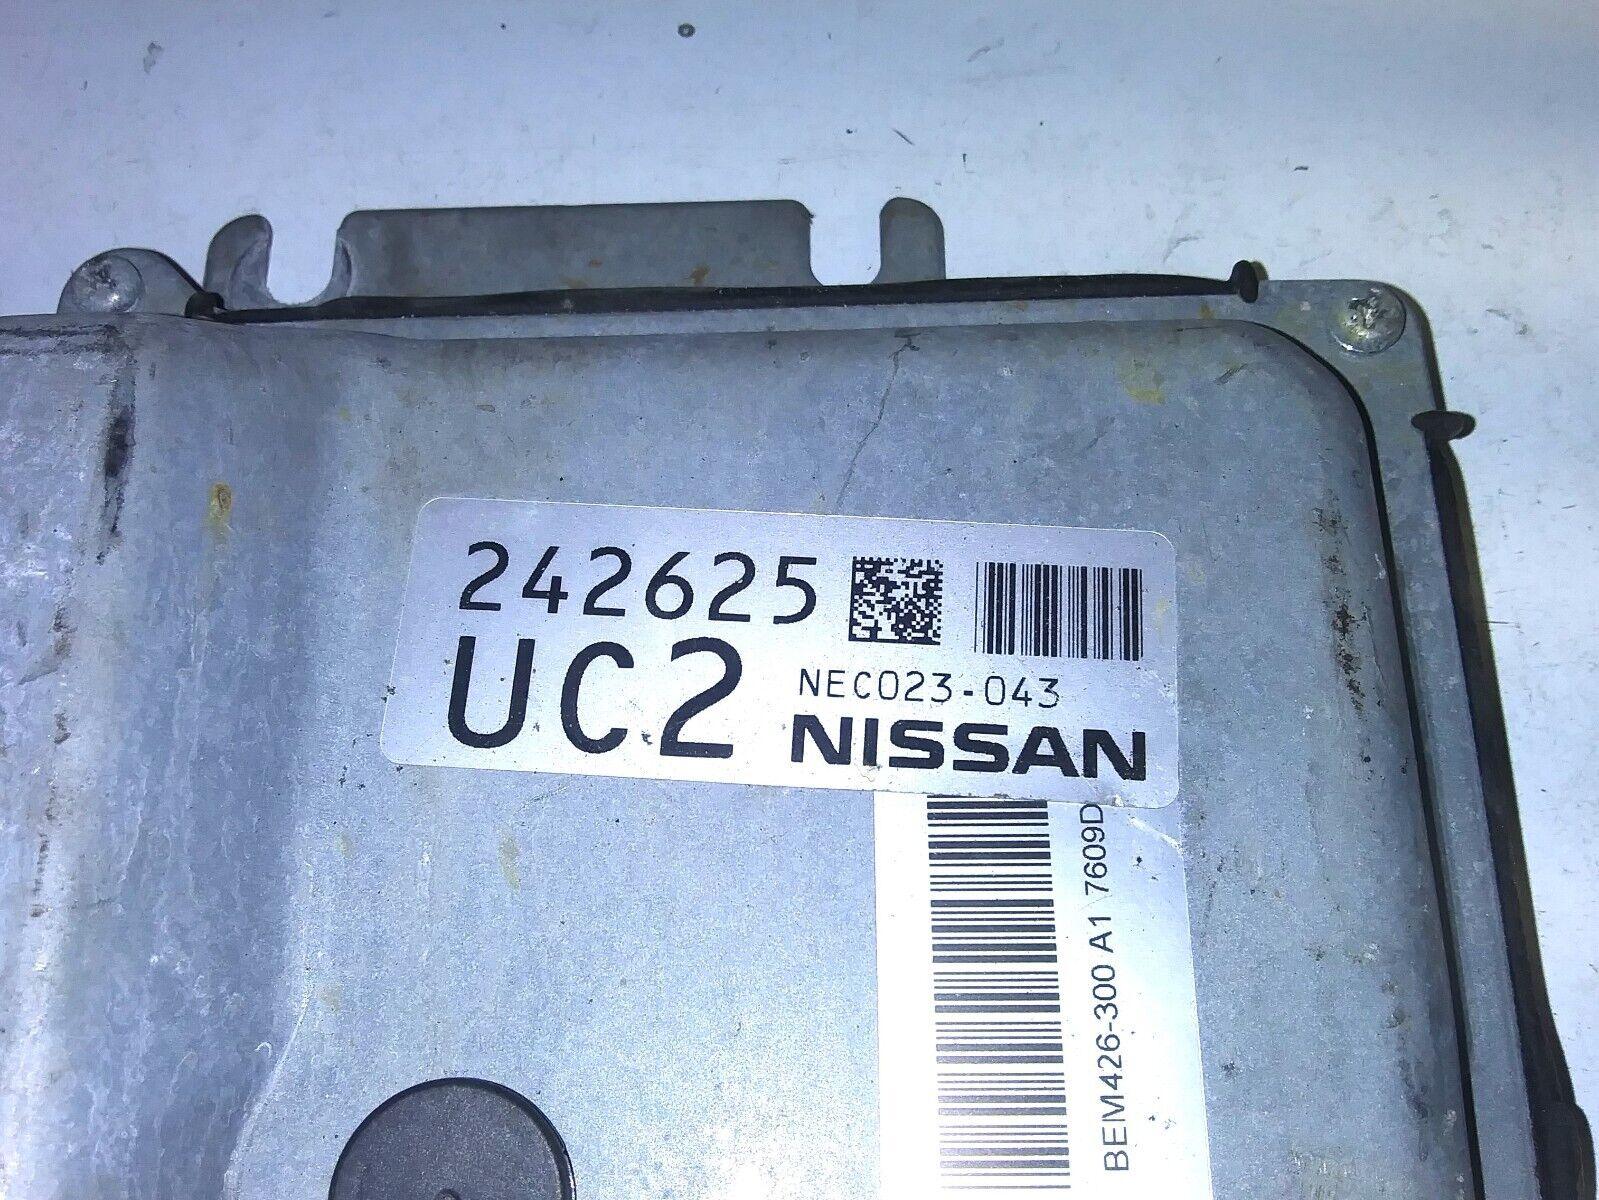 242625
UC2
NEC023-043
NISSAN
BEM426-300 A1 7609D